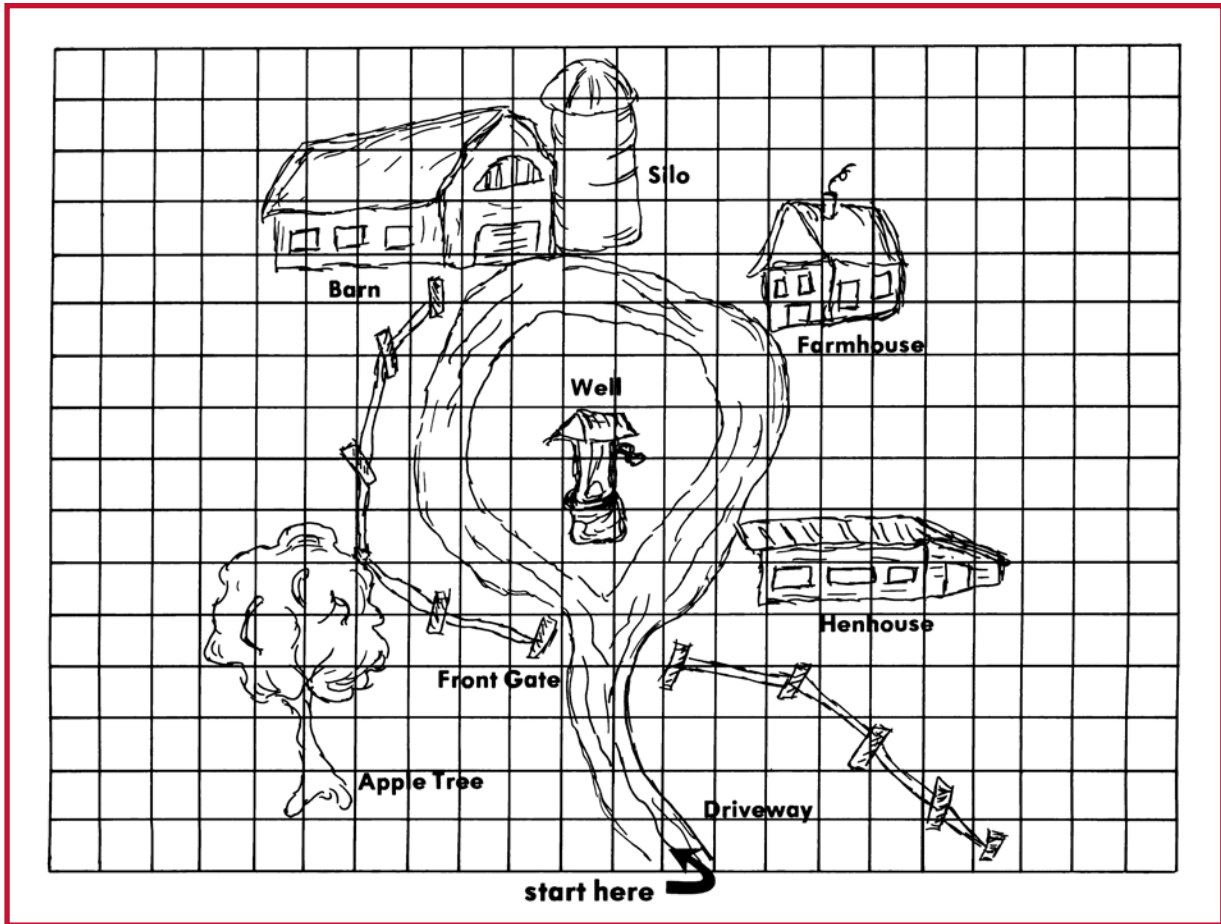 Silo
Barn
Farmhouse
Well
Henhouse
Front Gate
Apple Tree
Driveway
start here